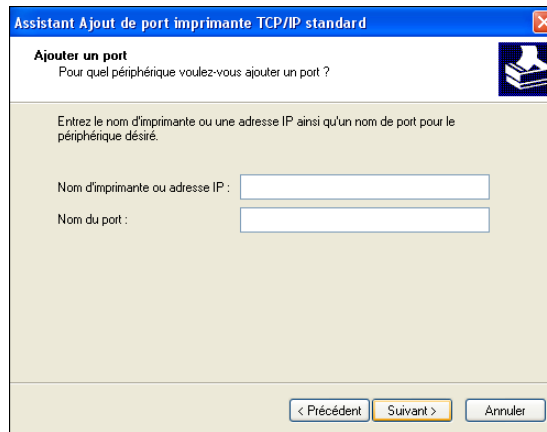 Assistant Ajout de port imprimante TCP/IP standard
Ajouter un port
Pour quel périphérique voulez-vous ajouter un port ?
Entrez le nom d'imprimante ou une adresse IP ainsi qu'un nom de port pour le
périphérique désiré.
Nom d'imprimante ou adresse IP :
Nom du port :
< Précédent Suivant > Annuler